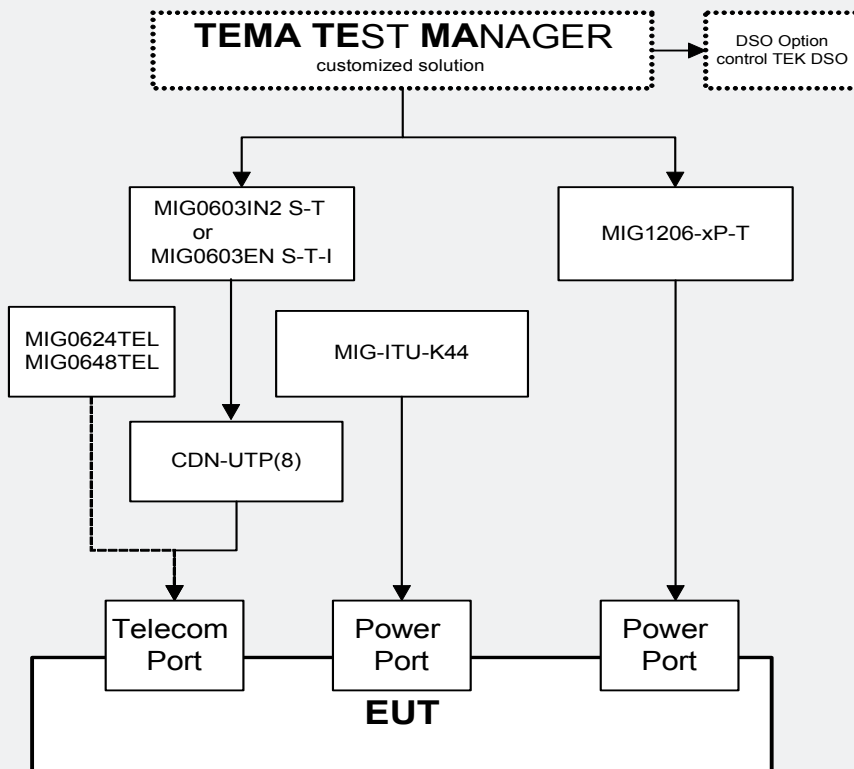 TEMA TEST MANAGER
customized solution
DSO Option
control TEK DSO
MIG0603IN2 S-T
or
MIG0603EN S-T-I
MIG1206-xP-T
MIG0624TEL
MIG0648TEL
MIG-ITU-K44
CDN-UTP(8)
Telecom
Port
Power
Port
Power
Port
EUT